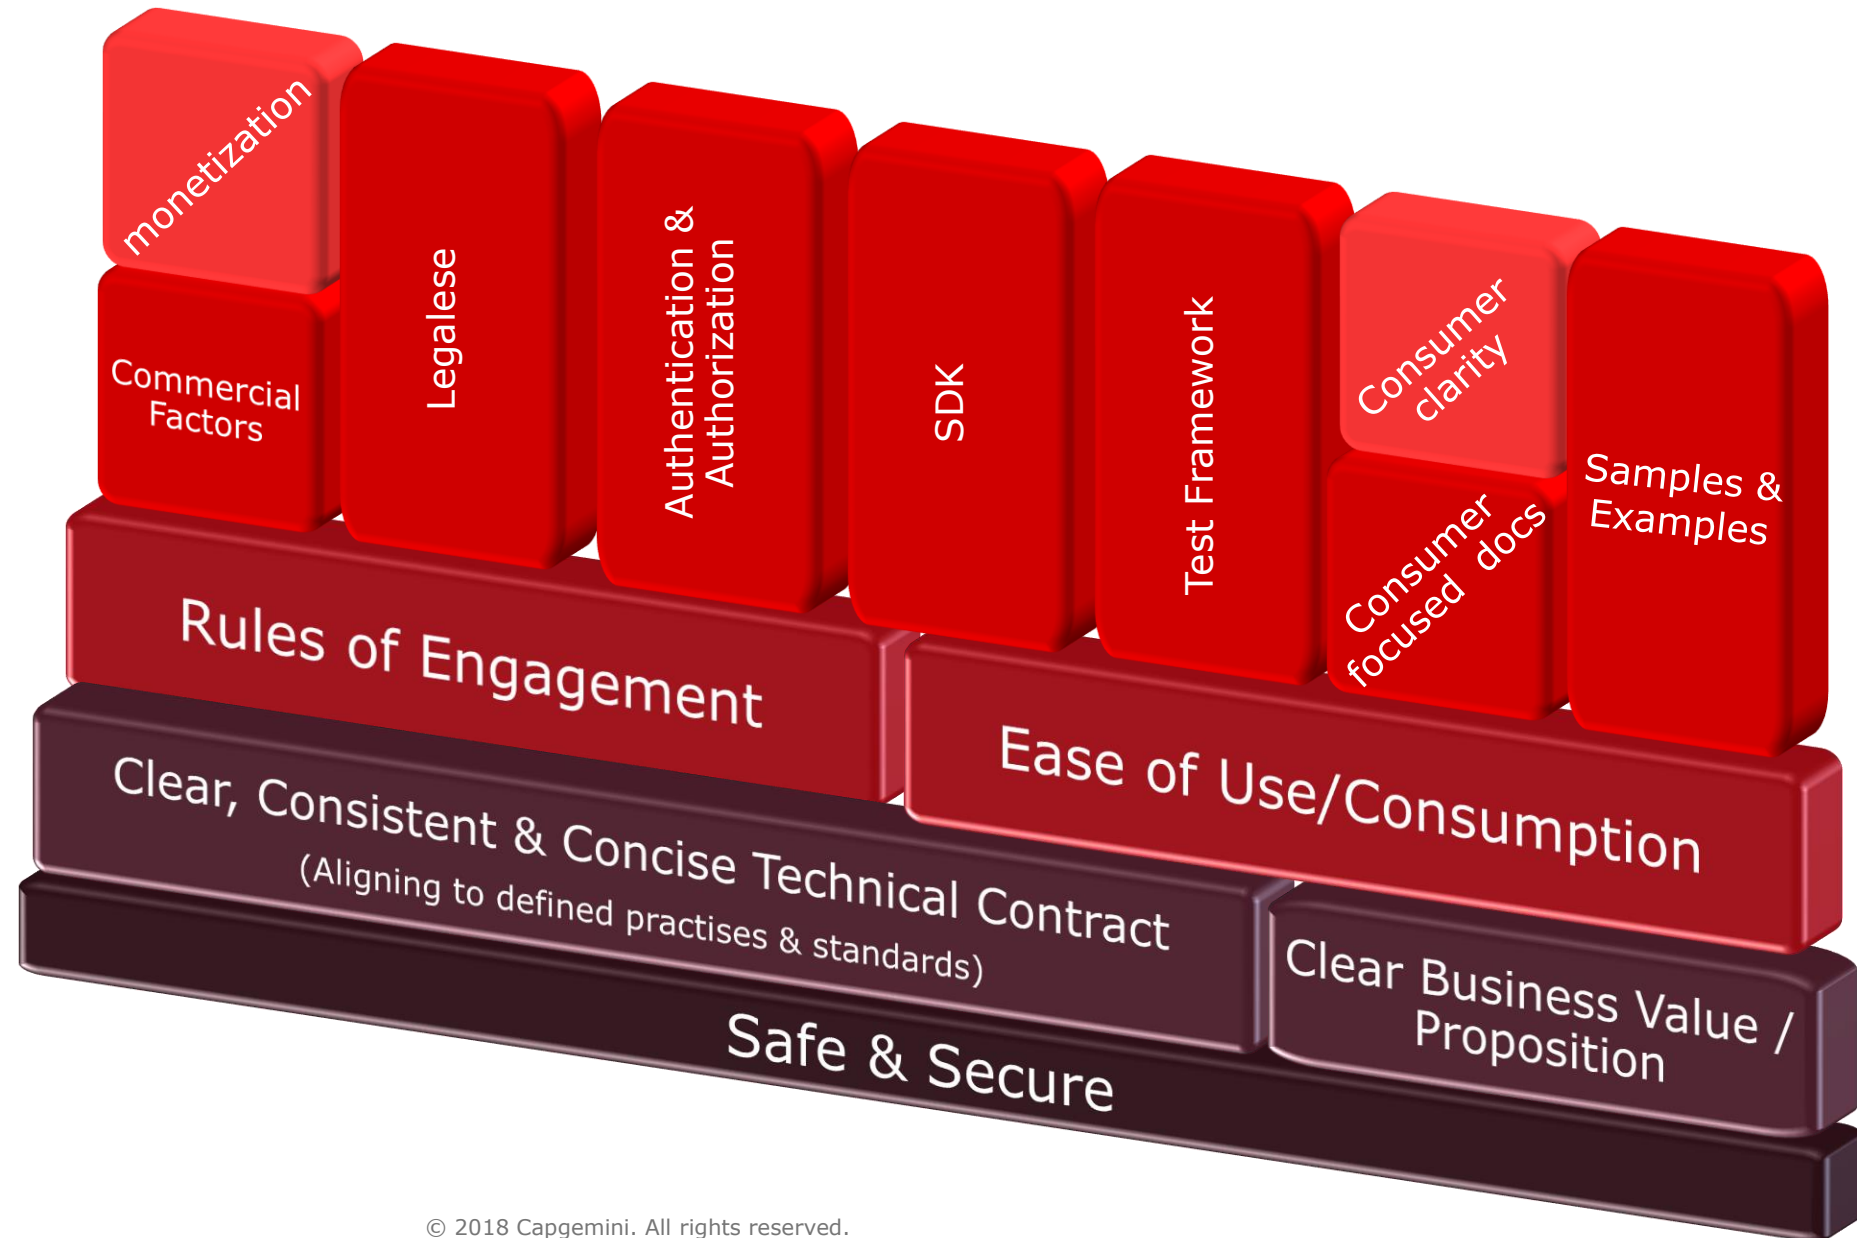 monetization
Commercial
Factors
Legalese
Authentication &
Authorization
SDK
Test Framework
Consumer
clarity
Consumer
focused docs
Samples &
Examples
Rules of Engagement
Ease of Use/Consumption
Clear, Consistent & Concise Technical Contract
(Aligning to defined practises & standards)
Clear Business Value /
Proposition
Safe & Secure
© 2018 Capgemini. All rights reserved.